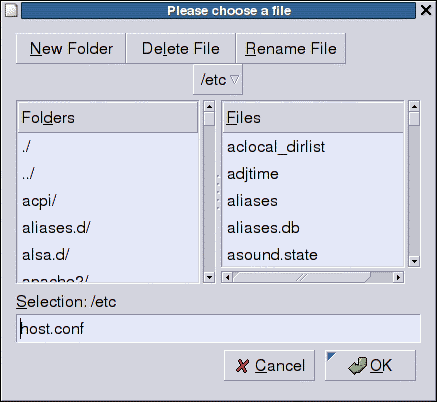 Please choose a file
New Folder Delete File Rename File
/etc
Folders
./
../
acpi/
aliases.d/
alsa.d/
apache2/
Files
aclocal_dirlist
adjtime
aliases
aliases.db
asound.state
Selection: /etc
host.conf
Cancel OK